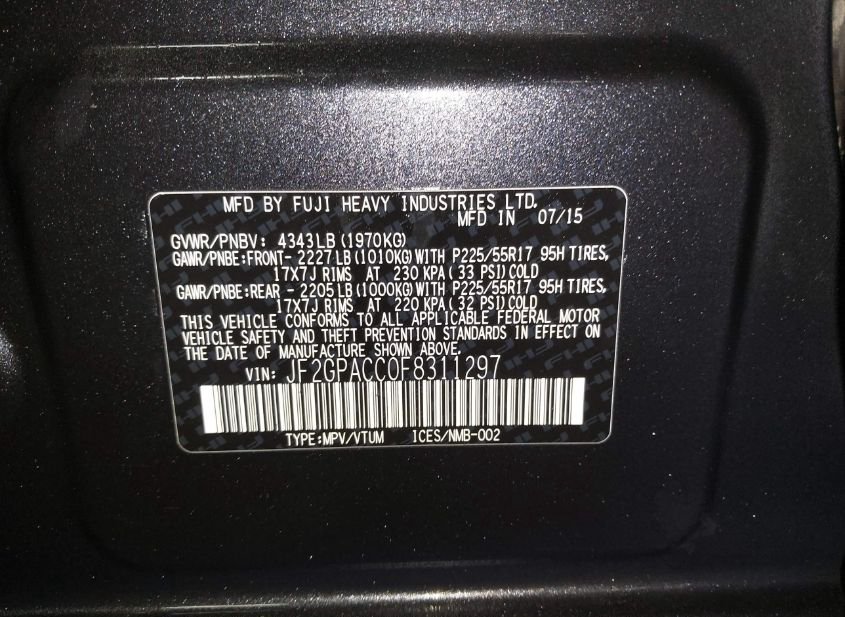 MFD BY FUJI HEAVY INDUSTRIES LTD.
MFD IN 07/15
GVWR/PNBV: 4343LB(1970KG)
GAWR/PNBE:FRONT- 2227LB(1010KG)WITH P225/55R17 95H TIRES,
17X7J RIMS AT 230 KPA(33 PSI)COLD
GAWR/PNBE:REAR - 2205LB(1000KG)WITH P225/55R17 95H TIRES,
17X7J RIMS AT 220 KPA(32 PSI)COLD
THIS VEHICLE CONFORMS TO ALL APPLICABLE FEDERAL MOTOR
VEHICLE SAFETY AND THEFT PREVENTION STANDARDS IN EFFECT ON
THE DATE OF MANUFACTURE SHOWN ABOVE.
VIN: JF2GPACC0F8311297
TYPE:MPV/VTUM ICES/NMB-002